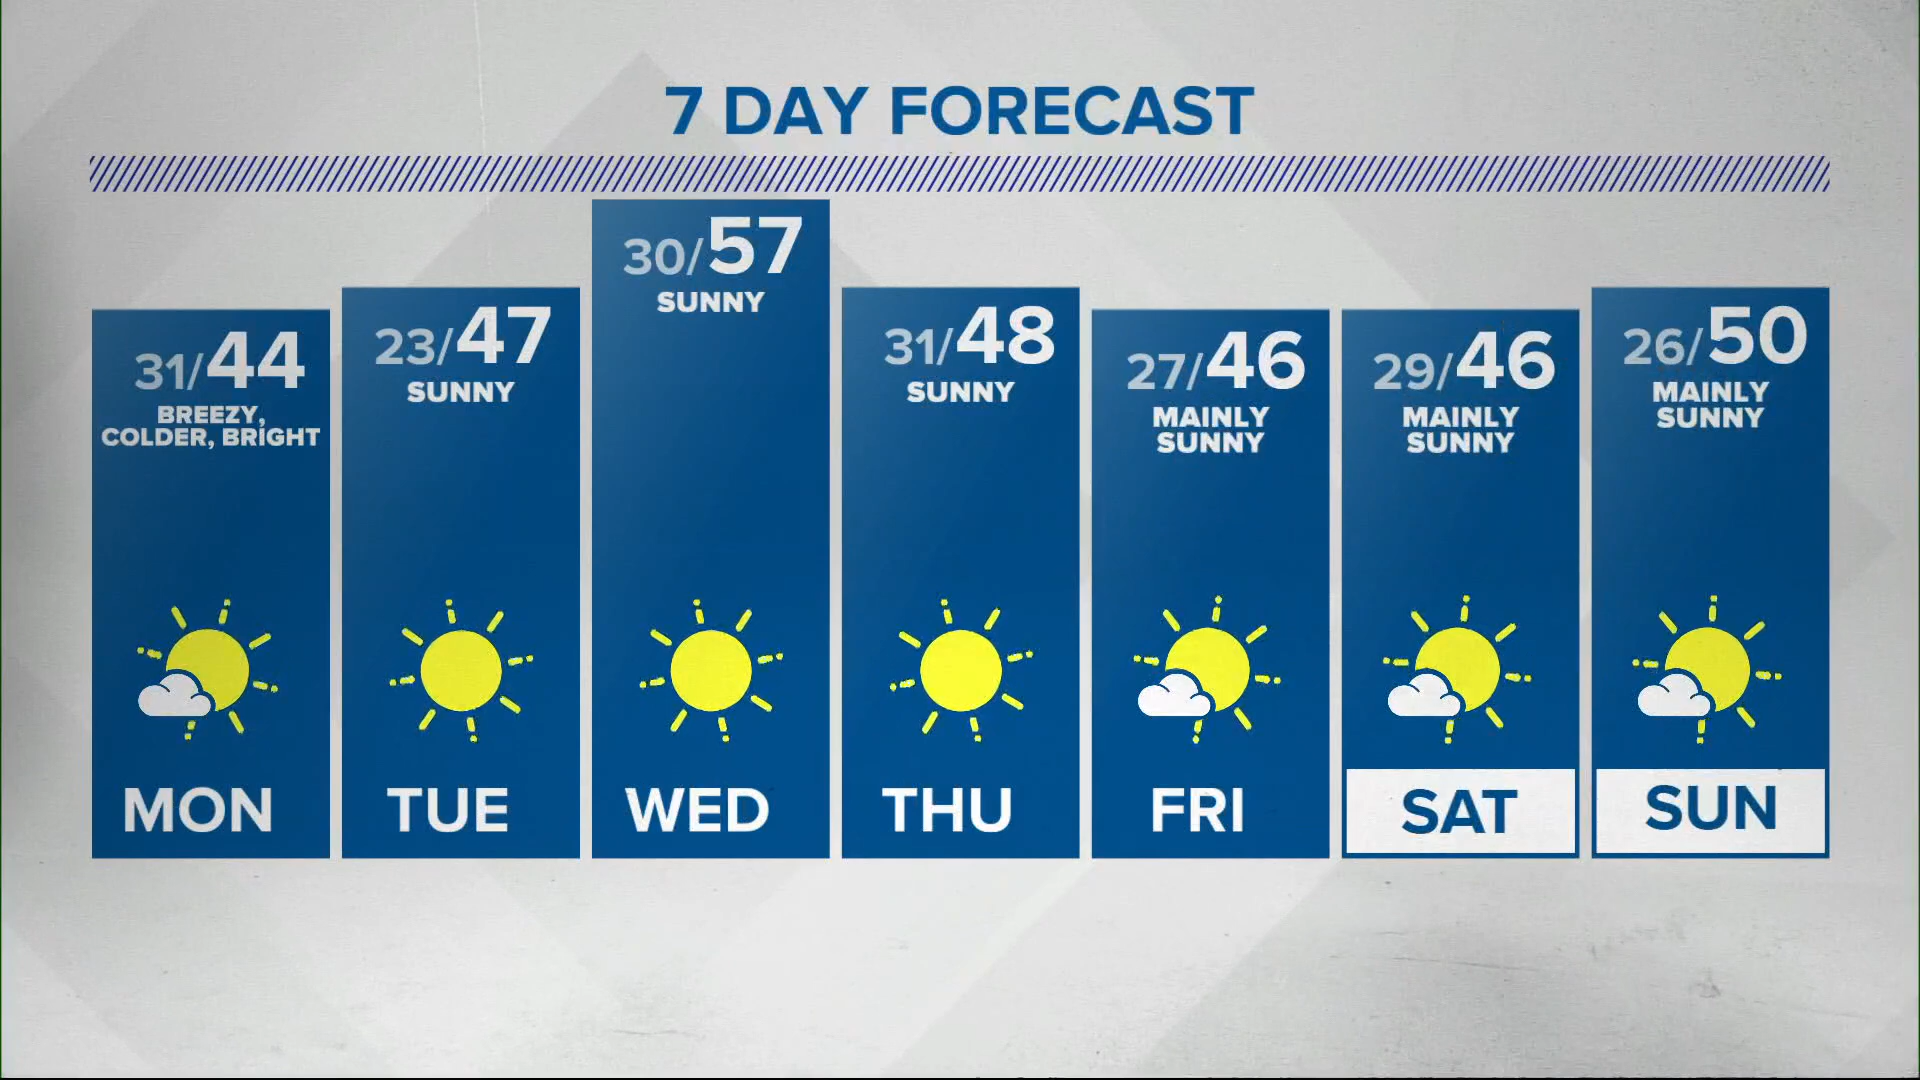 7 DAY FORECAST
31/44
BREEZY,
COLDER, BRIGHT
MON
23/47
SUNNY
TUE
30/57
SUNNY
WED
31/48
SUNNY
THU
27/46
MAINLY
SUNNY
FRI
29/46
MAINLY
SUNNY
SAT
26/50
MAINLY
SUNNY
SUN